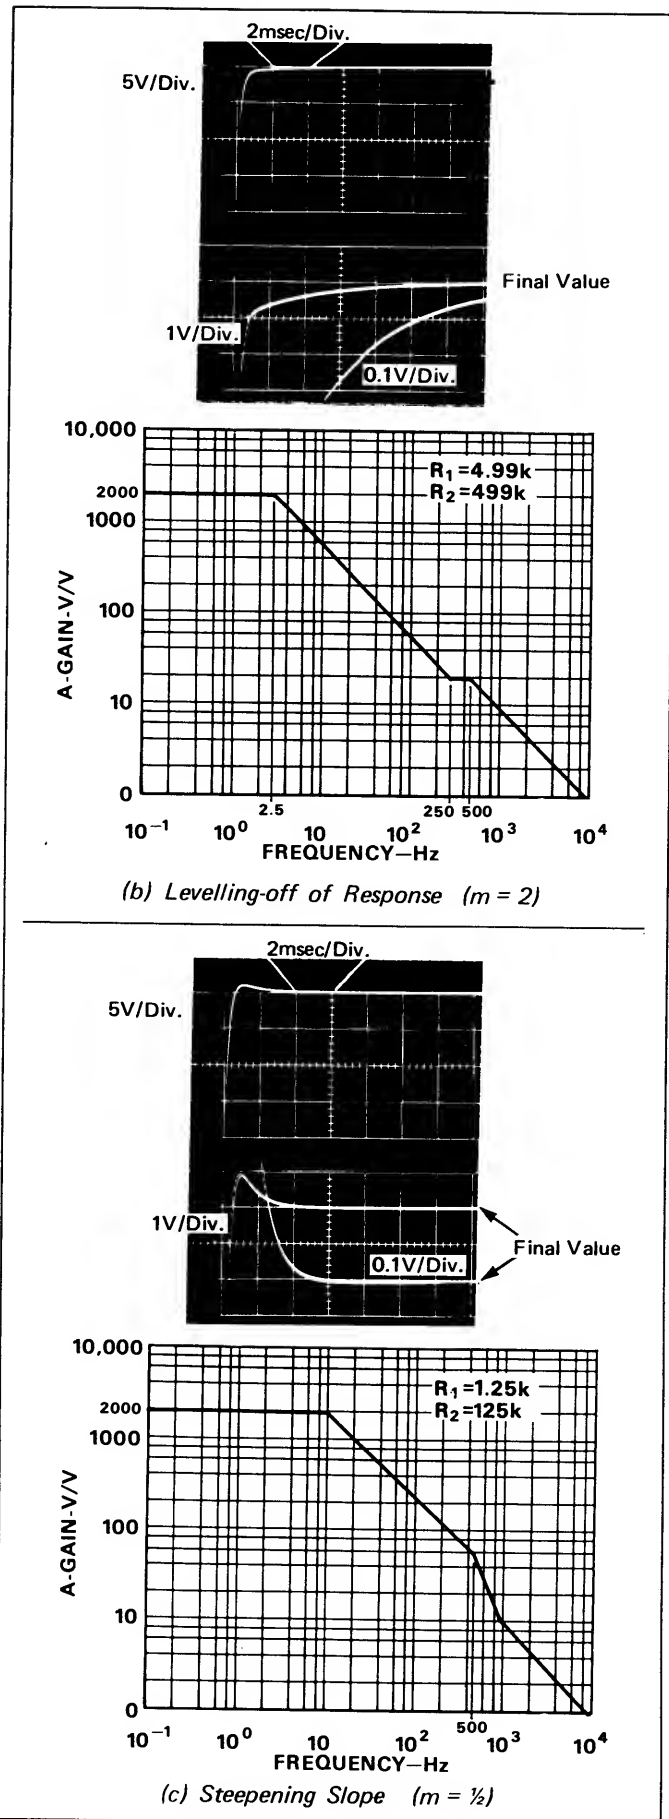 2msec/Div.
5V/Div.
Final Value
1V/Div.
0.1V/Div.
10,000
2000
1000
100
10
0
A-GAIN-V/V
R1=4.99k
R2=499k
2.5
250 500
10⁻¹ 10⁰ 10 10² 10³ 10⁴
FREQUENCY—Hz
(b) Levelling-off of Response (m = 2)
2msec/Div.
5V/Div.
1V/Div.
0.1V/Div.
Final Value
10,000
2000
1000
100
10
0
A-GAIN-V/V
R1=1.25k
R2=125k
500
10⁻¹ 10⁰ 10 10² 10³ 10⁴
FREQUENCY—Hz
(c) Steepening Slope (m = ½)